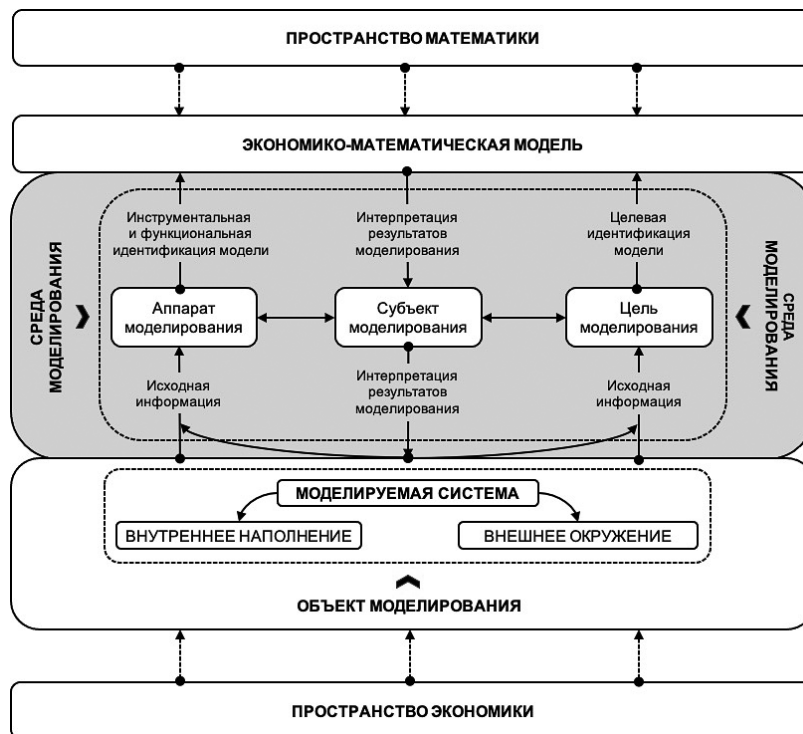 ПРОСТРАНСТВО МАТЕМАТИКИ
ЭКОНОМИКО-МАТЕМАТИЧЕСКАЯ МОДЕЛЬ
СРЕДА
МОДЕЛИРОВАНИЯ
Инструментальная
и функциональная
идентификация модели
Интерпретация
результатов
моделирования
Целевая
идентификация
модели
СРЕДА
МОДЕЛИРОВАНИЯ
Аппарат
моделирования
Субъект
моделирования
Цель
моделирования
Исходная
информация
Интерпретация
результатов
моделирования
Исходная
информация
МОДЕЛИРУЕМАЯ СИСТЕМА
ВНУТРЕННЕЕ НАПОЛНЕНИЕ
ВНЕШНЕЕ ОКРУЖЕНИЕ
ОБЪЕКТ МОДЕЛИРОВАНИЯ
ПРОСТРАНСТВО ЭКОНОМИКИ